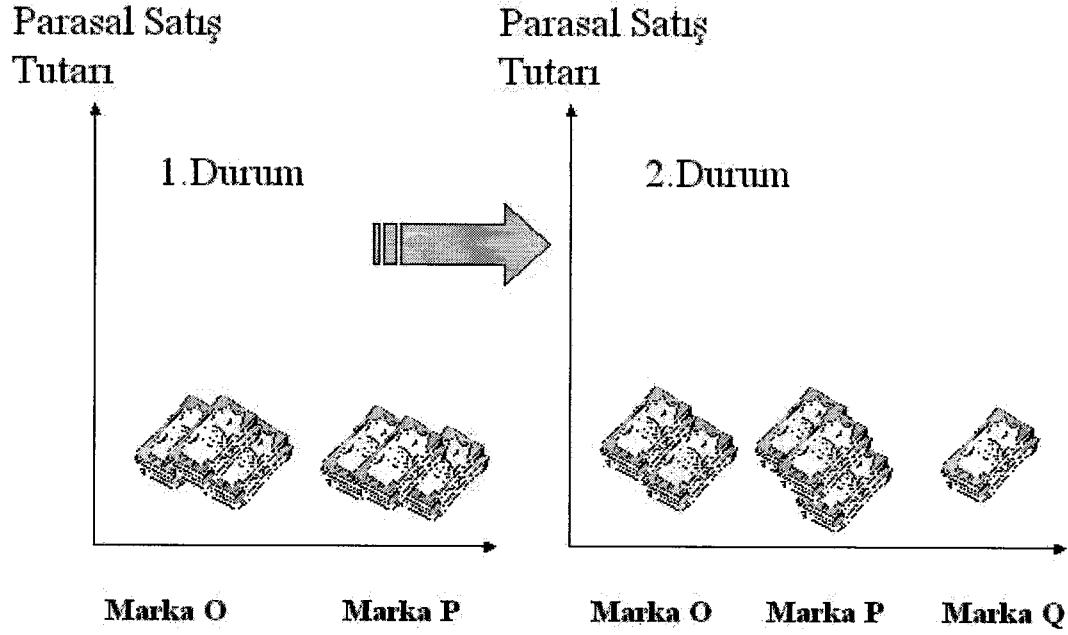 Parasal Satış
Tutarı
1.Durum
Marka O Marka P
Parasal Satış
Tutarı
2.Durum
Marka O Marka P Marka Q